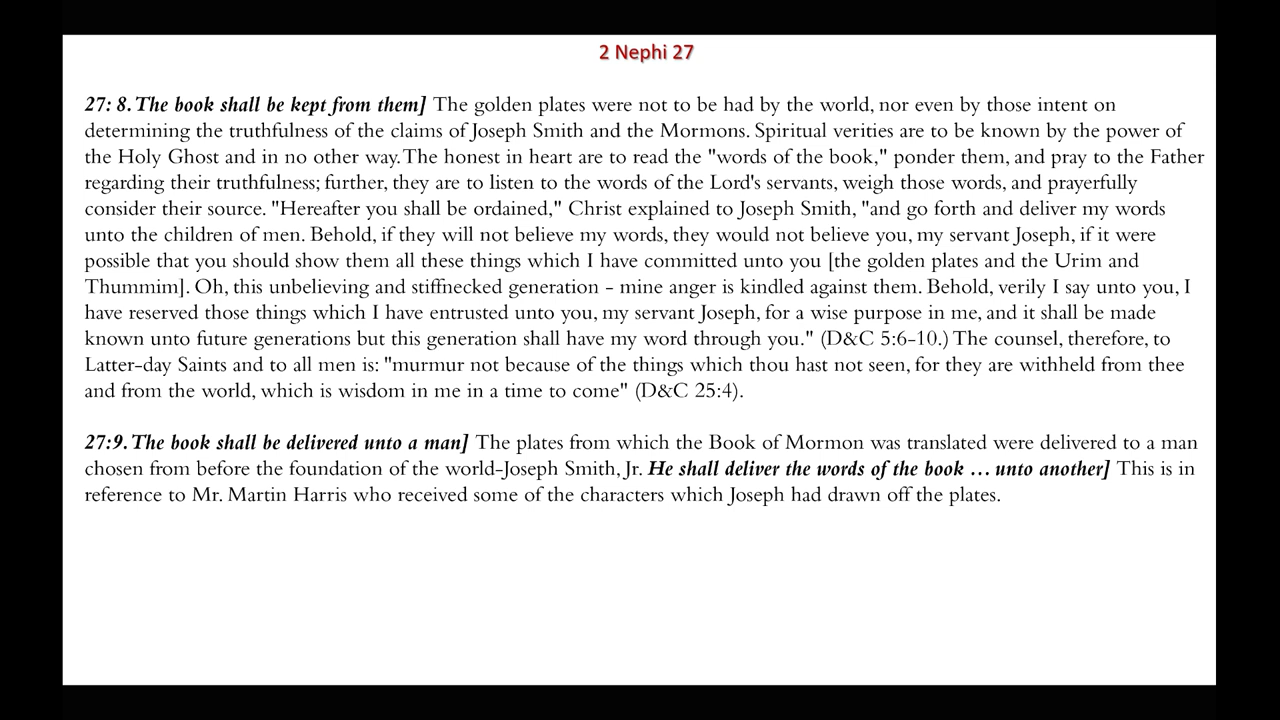 2 Nephi 27
27: 8. The book shall be kept from them] The golden plates were not to be had by the world, nor even by those intent on
determining the truthfulness of the claims of Joseph Smith and the Mormons. Spiritual verities are to be known by the power of
the Holy Ghost and in no other way. The honest in heart are to read the "words of the book," ponder them, and pray to the Father
regarding their truthfulness; further, they are to listen to the words of the Lord's servants, weigh those words, and prayerfully
consider their source. "Hereafter you shall be ordained," Christ explained to Joseph Smith, "and go forth and deliver my words
unto the children of men. Behold, if they will not believe my words, they would not believe you, my servant Joseph, if it were
possible that you should show them all these things which I have committed unto you [the golden plates and the Urim and
Thummim]. Oh, this unbelieving and stiffnecked generation - mine anger is kindled against them. Behold, verily I say unto you, I
have reserved those things which I have entrusted unto you, my servant Joseph, for a wise purpose in me, and it shall be made
known unto future generations but this generation shall have my word through you." (D&C 5:6-10.) The counsel, therefore, to
Latter-day Saints and to all men is: "murmur not because of the things which thou hast not seen, for they are withheld from thee
and from the world, which is wisdom in me in a time to come" (D&C 25:4).
27:9. The book shall be delivered unto a man] The plates from which the Book of Mormon was translated were delivered to a man
chosen from before the foundation of the world-Joseph Smith, Jr. He shall deliver the words of the book … unto another] This is in
reference to Mr. Martin Harris who received some of the characters which Joseph had drawn off the plates.